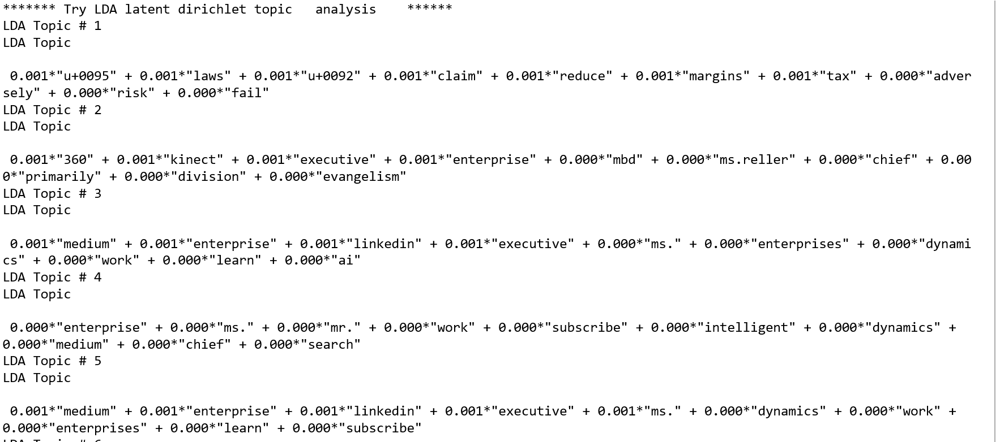 ******* Try LDA latent dirichlet topic   analysis    ******
LDA Topic # 1
LDA Topic
 0.001*"u+0095" + 0.001*"laws" + 0.001*"u+0092" + 0.001*"claim" + 0.001*"reduce" + 0.001*"margins" + 0.001*"tax" + 0.000*"adver
sely" + 0.000*"risk" + 0.000*"fail"
LDA Topic # 2
LDA Topic
 0.001*"360" + 0.001*"kinect" + 0.001*"executive" + 0.001*"enterprise" + 0.000*"mbd" + 0.000*"ms.reller" + 0.000*"chief" + 0.00
0*"primarily" + 0.000*"division" + 0.000*"evangelism"
LDA Topic # 3
LDA Topic
 0.001*"medium" + 0.001*"enterprise" + 0.001*"linkedin" + 0.001*"executive" + 0.000*"ms." + 0.000*"enterprises" + 0.000*"dynami
cs" + 0.000*"work" + 0.000*"learn" + 0.000*"ai"
LDA Topic # 4
LDA Topic
 0.000*"enterprise" + 0.000*"ms." + 0.000*"mr." + 0.000*"work" + 0.000*"subscribe" + 0.000*"intelligent" + 0.000*"dynamics" +
0.000*"medium" + 0.000*"chief" + 0.000*"search"
LDA Topic # 5
LDA Topic
 0.001*"medium" + 0.001*"enterprise" + 0.001*"linkedin" + 0.001*"executive" + 0.001*"ms." + 0.000*"dynamics" + 0.000*"work" +
0.000*"enterprises" + 0.000*"learn" + 0.000*"subscribe"